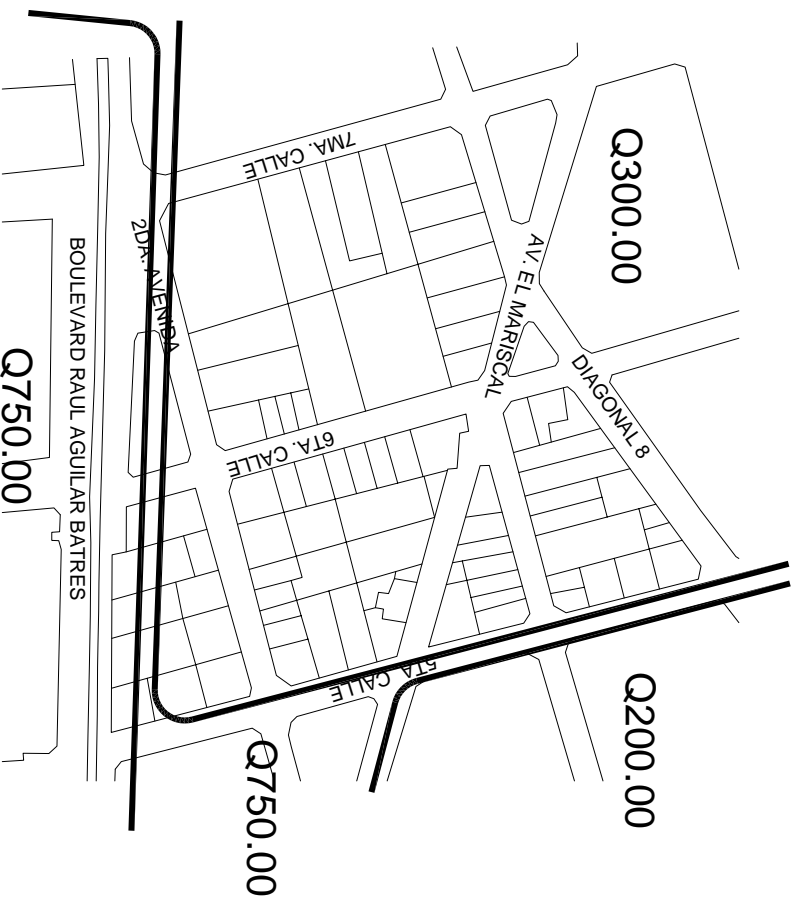 7MA. CALLE
Q300.00
2DA. AVENIDA
BOULEVARD RAUL AGUILAR BATRES
AV. EL MARISCAL
Q750.00
DIAGONAL 8
6TA. CALLE
5TA. CALLE
Q200.00
Q750.00